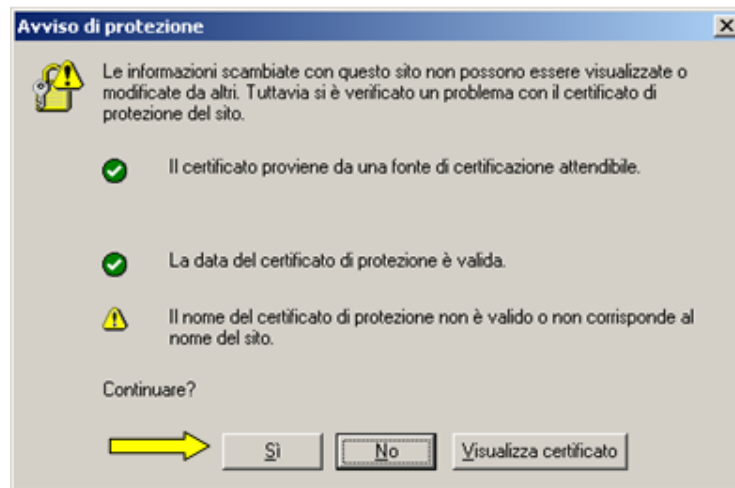 Avviso di protezione
Le informazioni scambiate con questo sito non possono essere visualizzate o
modificate da altri. Tuttavia si è verificato un problema con il certificato di
protezione del sito.
Il certificato proviene da una fonte di certificazione attendibile.
La data del certificato di protezione è valida.
Il nome del certificato di protezione non è valido o non corrisponde al
nome del sito.
Continuare?
Sì No Visualizza certificato